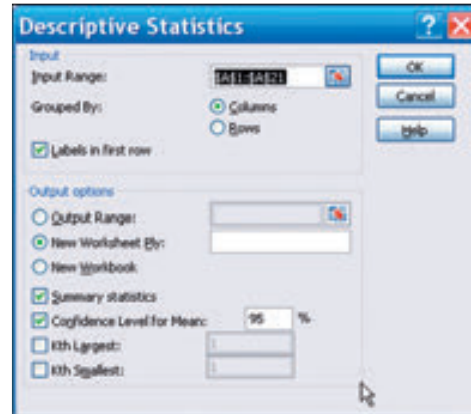 Descriptive Statistics
Input
Input Range: $A$1:$A$21
OK
Grouped By: Columns
Cancel
Rows
Help
Labels in first row
Output options
Output Range:
New Worksheet Ply:
New Workbook
Summary statistics
Confidence Level for Mean: 95 %
Kth Largest: 1
Kth Smallest: 1